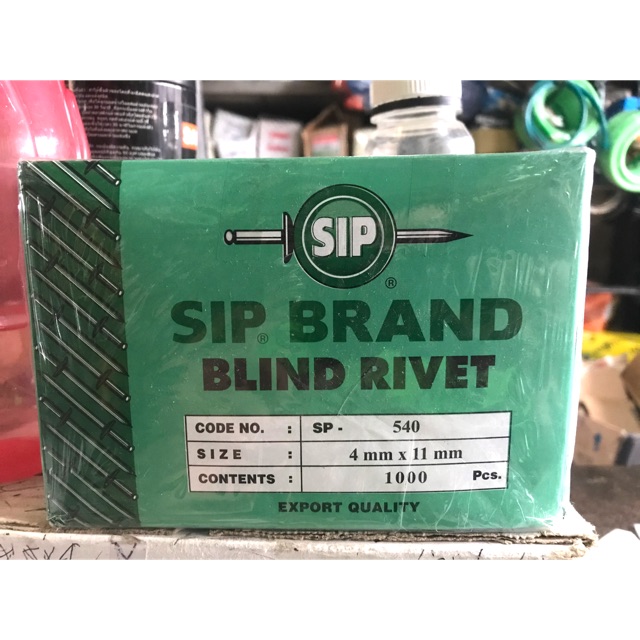 SIP
®
SIP® BRAND
BLIND RIVET
CODE NO. : SP - 540
SIZE : 4 mm x 11 mm
CONTENTS : 1000 Pcs.
EXPORT QUALITY